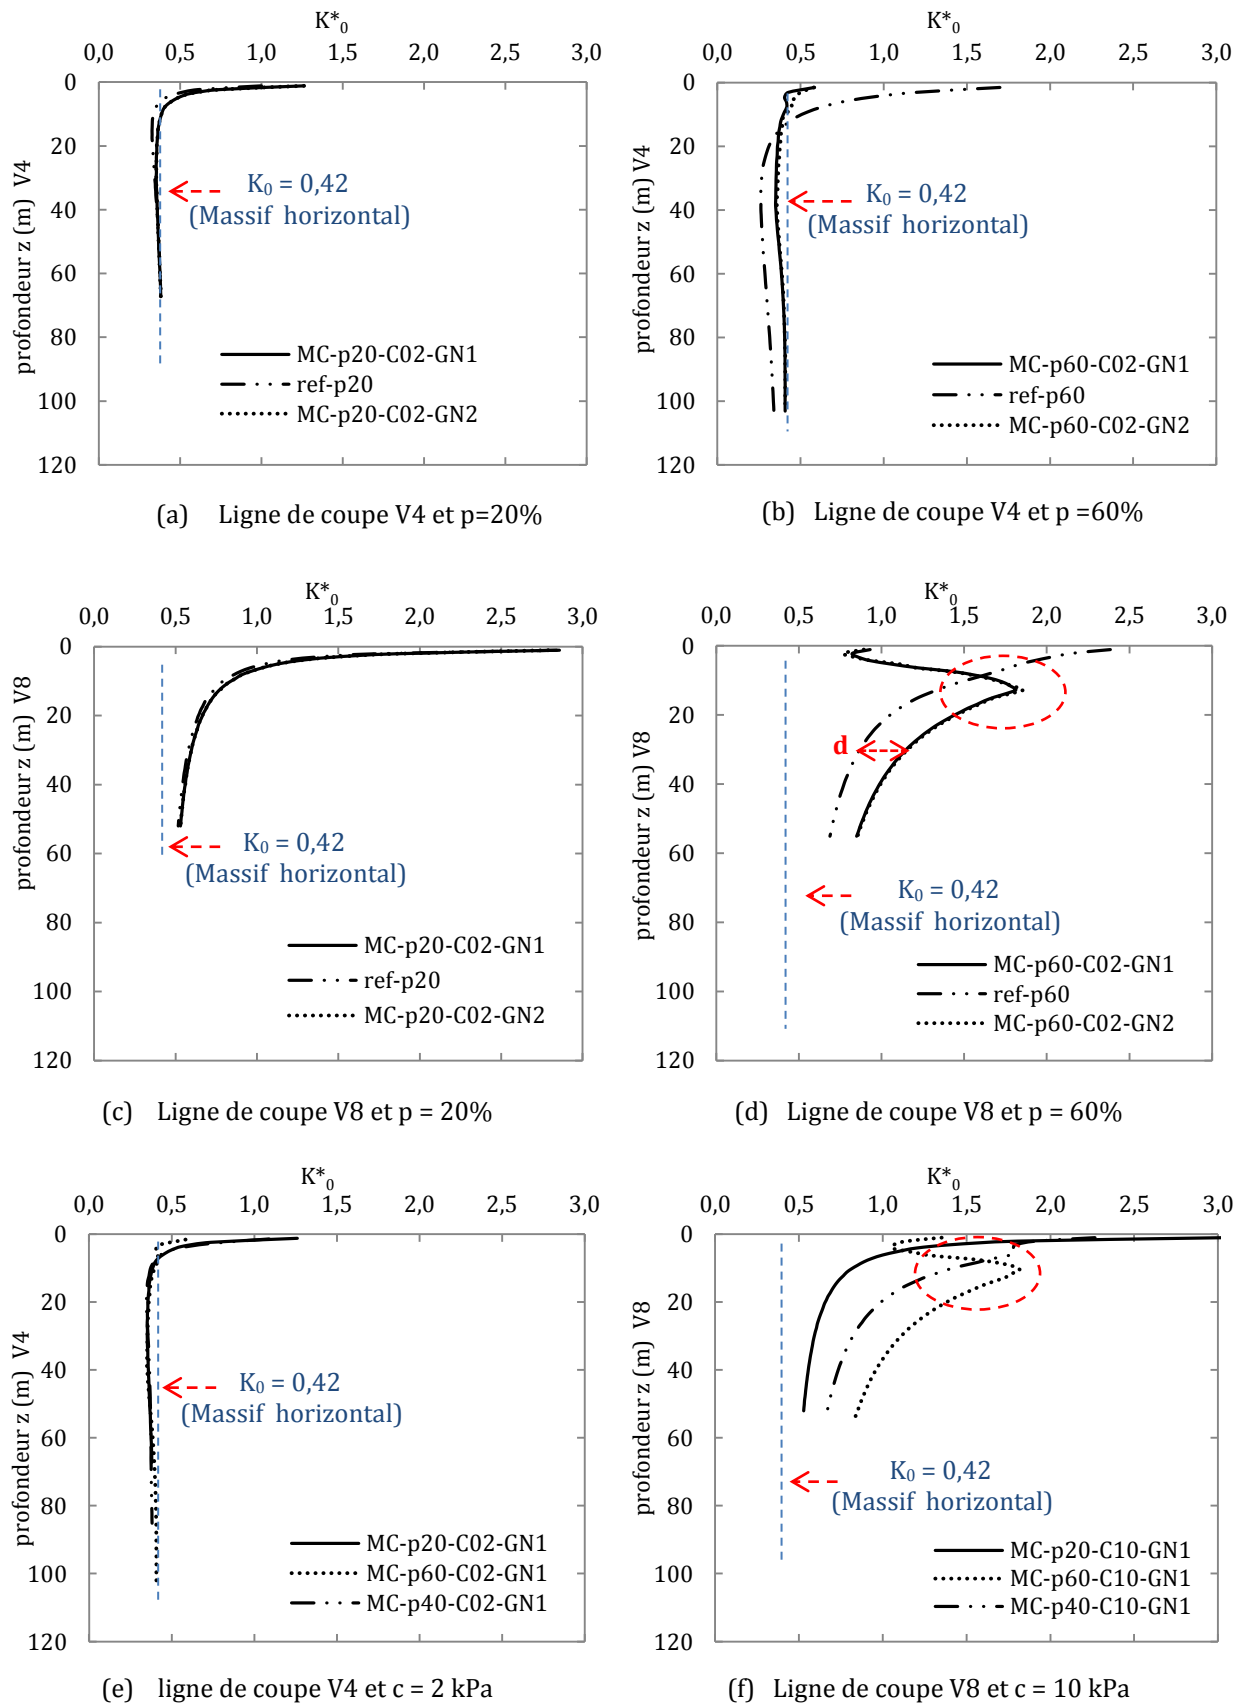 K*0
0,0 0,5 1,0 1,5 2,0 2,5 3,0
0
20
40
60
80
100
120
profondeur z (m) V4
K0 = 0,42
(Massif horizontal)
MC-p20-C02-GN1
ref-p20
MC-p20-C02-GN2
(a) Ligne de coupe V4 et p=20%
K*0
0,0 0,5 1,0 1,5 2,0 2,5 3,0
0
20
40
60
80
100
120
profondeur z (m) V4
K0 = 0,42
(Massif horizontal)
MC-p60-C02-GN1
ref-p60
MC-p60-C02-GN2
(b) Ligne de coupe V4 et p =60%
K*0
0,0 0,5 1,0 1,5 2,0 2,5 3,0
0
20
40
60
80
100
120
profondeur z (m) V8
K0 = 0,42
(Massif horizontal)
MC-p20-C02-GN1
ref-p20
MC-p20-C02-GN2
(c) Ligne de coupe V8 et p = 20%
K*0
0,0 0,5 1,0 1,5 2,0 2,5 3,0
0
20
40
60
80
100
120
profondeur z (m) V8
d
K0 = 0,42
(Massif horizontal)
MC-p60-C02-GN1
ref-p60
MC-p60-C02-GN2
(d) Ligne de coupe V8 et p = 60%
K*0
0,0 0,5 1,0 1,5 2,0 2,5 3,0
0
20
40
60
80
100
120
profondeur z (m) V4
K0 = 0,42
(Massif horizontal)
MC-p20-C02-GN1
MC-p60-C02-GN1
MC-p40-C02-GN1
(e) ligne de coupe V4 et c = 2 kPa
K*0
0,0 0,5 1,0 1,5 2,0 2,5 3,0
0
20
40
60
80
100
120
profondeur z (m) V8
K0 = 0,42
(Massif horizontal)
MC-p20-C10-GN1
MC-p60-C10-GN1
MC-p40-C10-GN1
(f) Ligne de coupe V8 et c = 10 kPa